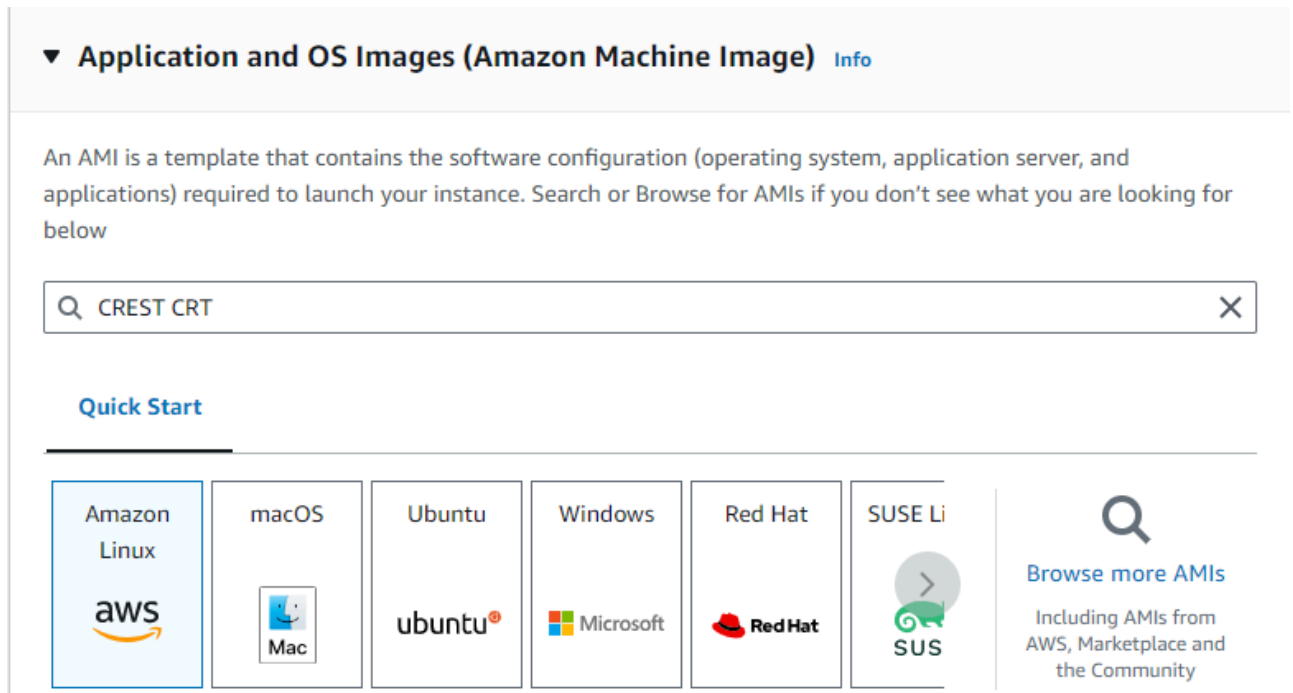 Application and OS Images (Amazon Machine Image) Info
An AMI is a template that contains the software configuration (operating system, application server, and
applications) required to launch your instance. Search or Browse for AMIs if you don't see what you are looking for
below
CREST CRT
Quick Start
Amazon
Linux
aws
macOS
Mac
Ubuntu
ubuntu
Windows
Microsoft
Red Hat
Red Hat
SUSE Li
SUS
Browse more AMIs
Including AMIs from
AWS, Marketplace and
the Community